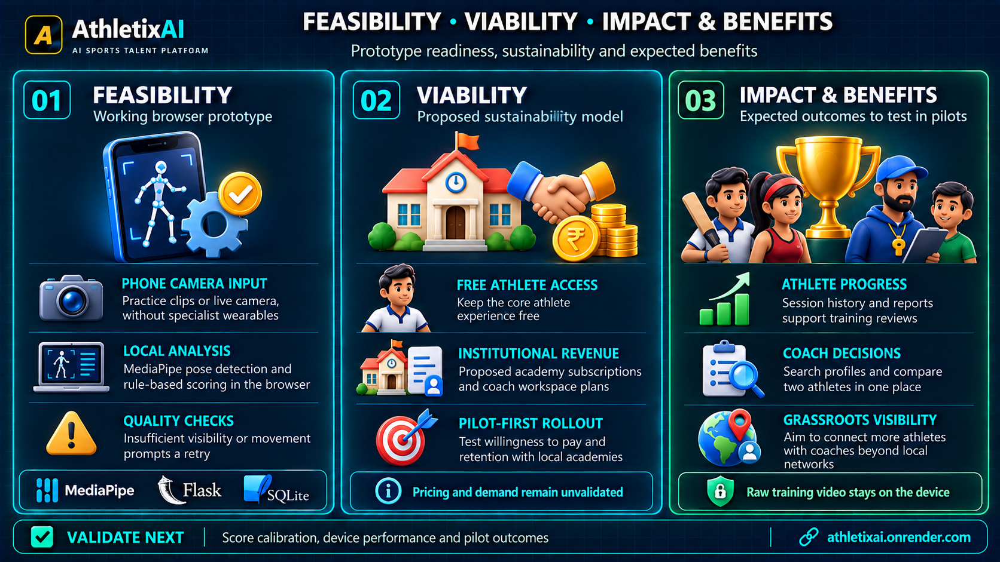 A
AthletixAI
AI SPORTS TALENT PLATFORM
FEASIBILITY • VIABILITY • IMPACT & BENEFITS
Prototype readiness, sustainability and expected benefits
01
FEASIBILITY
Working browser prototype
PHONE CAMERA INPUT
Practice clips or live camera,
without specialist wearables
LOCAL ANALYSIS
MediaPipe pose detection and
rule-based scoring in the browser
QUALITY CHECKS
Insufficient visibility or movement
prompts a retry
MediaPipe
Flask
SQLite
02
VIABILITY
Proposed sustainability model
₹
FREE ATHLETE ACCESS
Keep the core athlete
experience free
INSTITUTIONAL REVENUE
Proposed academy subscriptions
and coach workspace plans
PILOT-FIRST ROLLOUT
Test willingness to pay and
retention with local academies
Pricing and demand remain unvalidated
03
IMPACT & BENEFITS
Expected outcomes to test in pilots
ATHLETE PROGRESS
Session history and reports
support training reviews
COACH DECISIONS
Search profiles and compare
two athletes in one place
GRASSROOTS VISIBILITY
Aim to connect more athletes
with coaches beyond local
networks
Raw training video stays on the device
VALIDATE NEXT
Score calibration, device performance and pilot outcomes
athletixai.onrender.com